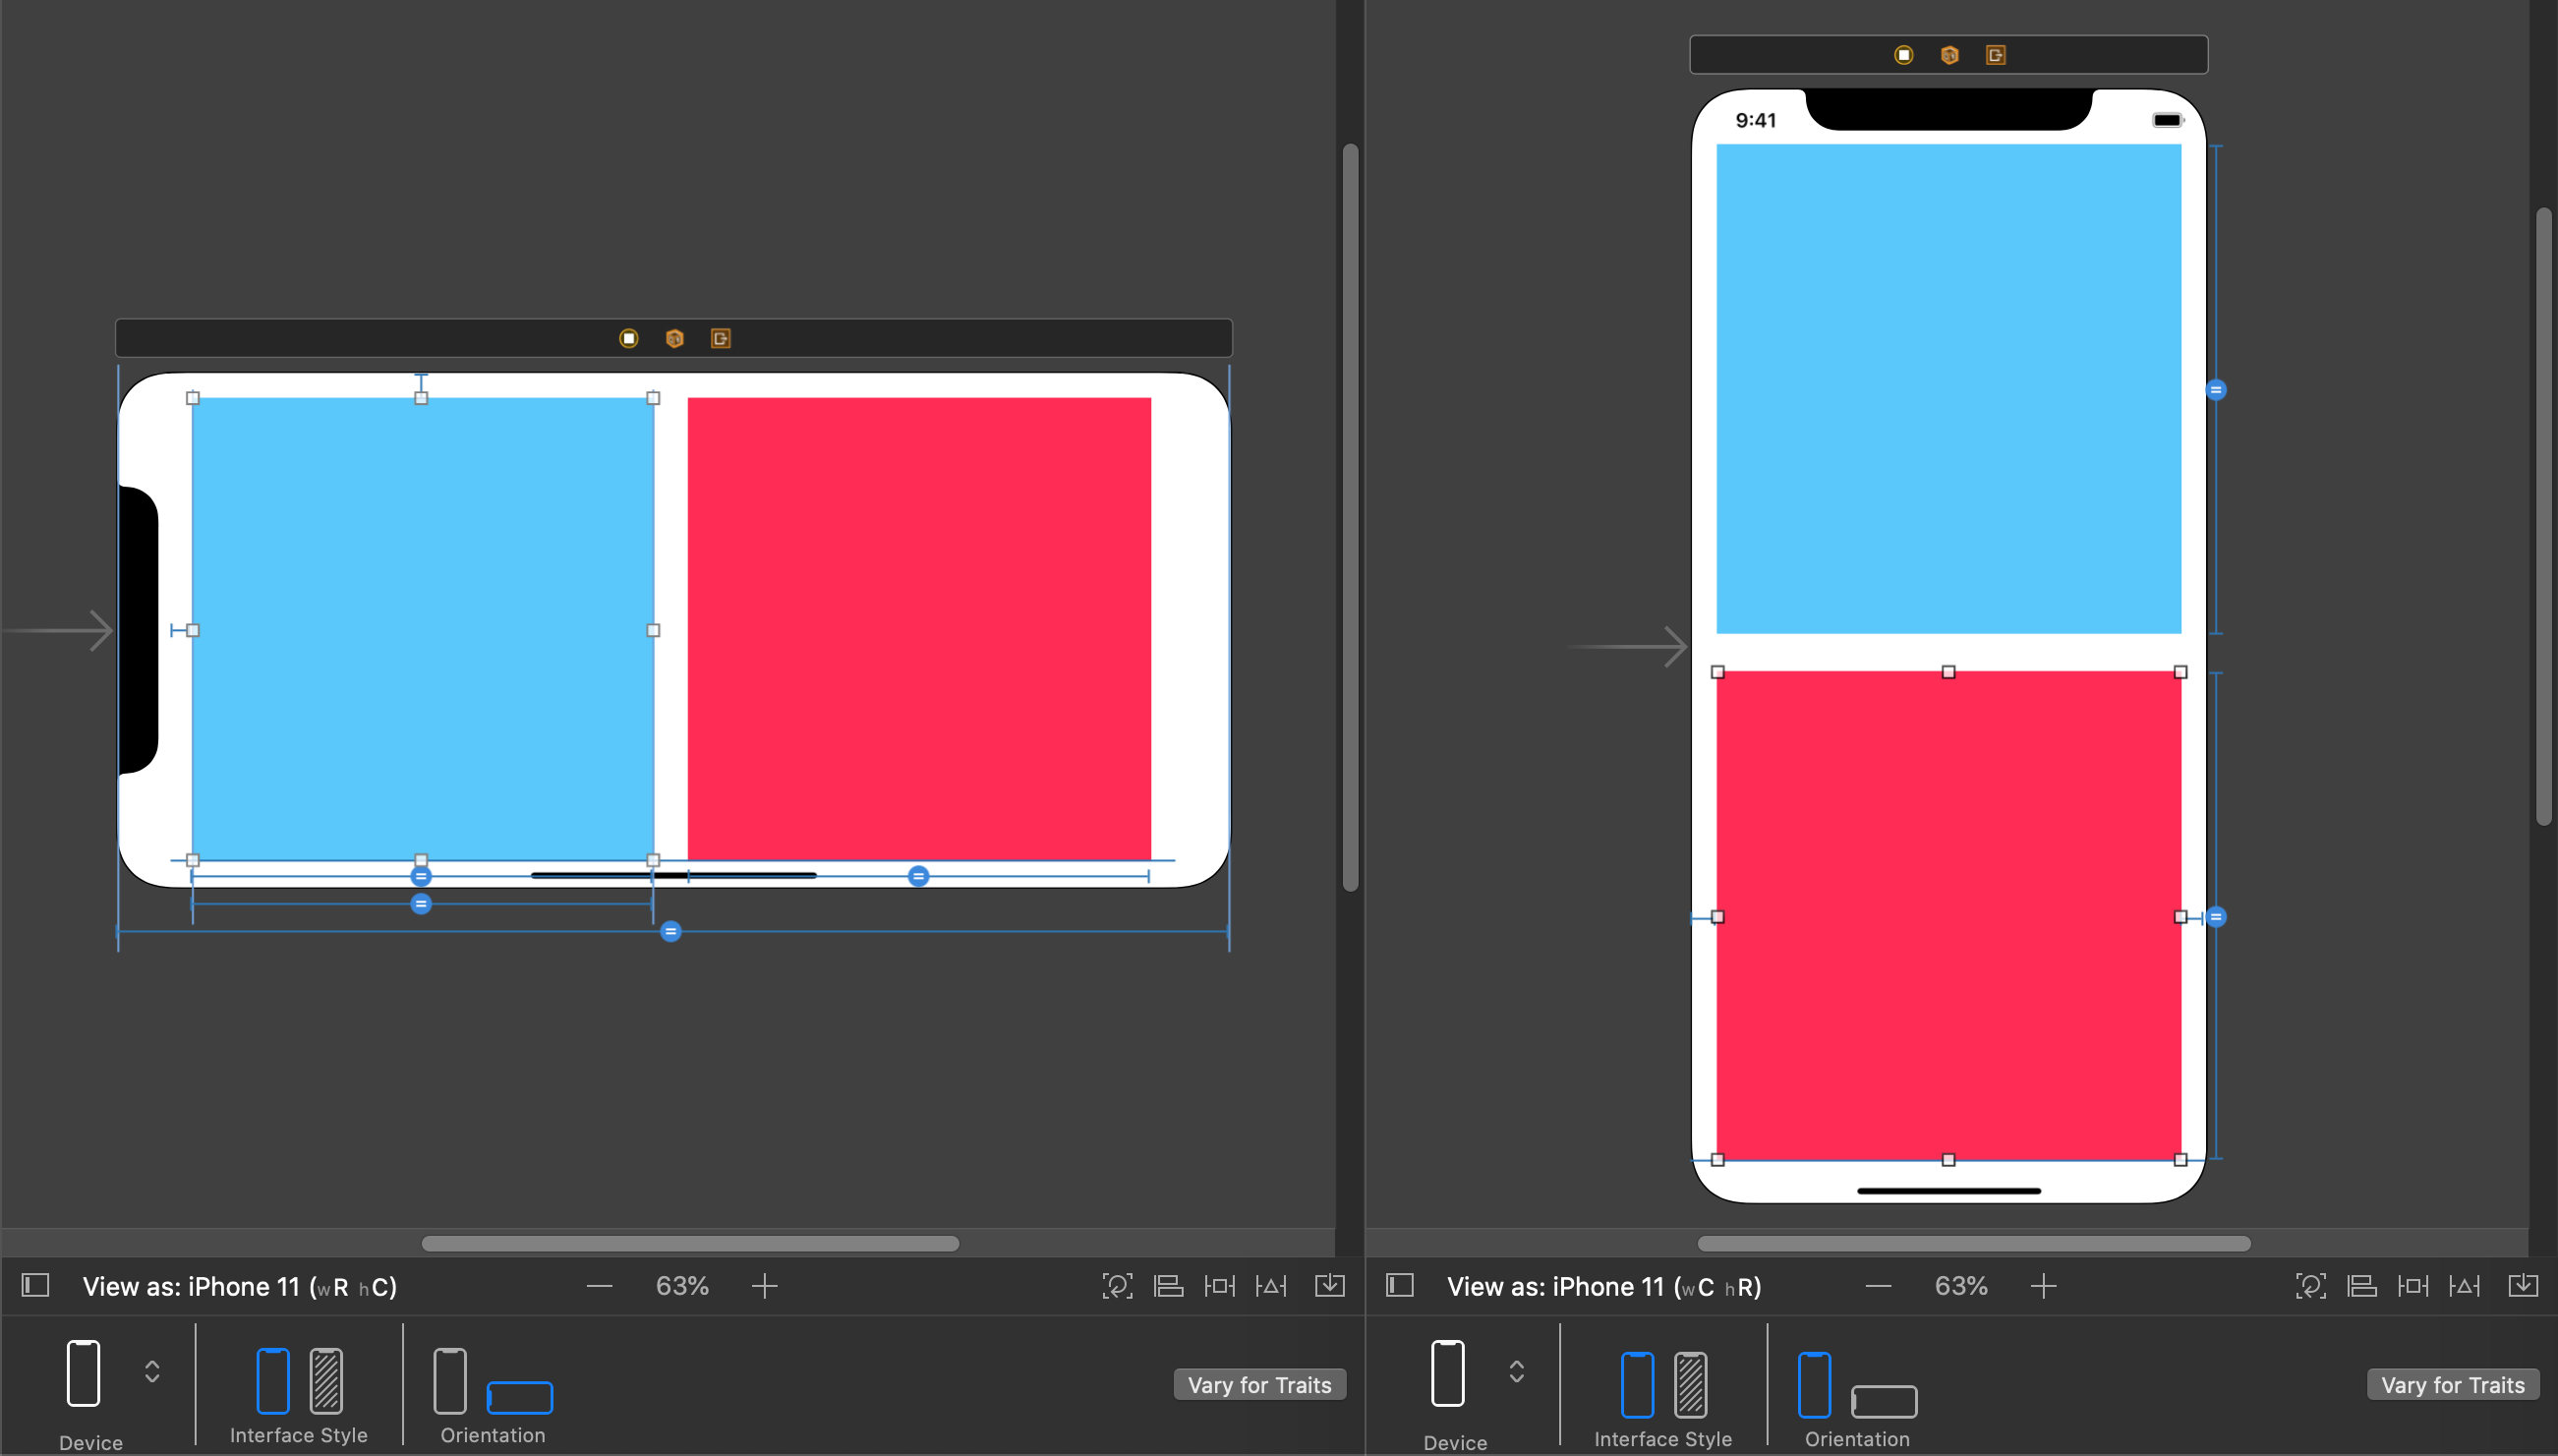 9:41
View as: iPhone 11 (wR hC)
63%
Vary for Traits
Device
Interface Style
Orientation
View as: iPhone 11 (wC hR)
63%
Vary for Traits
Device
Interface Style
Orientation